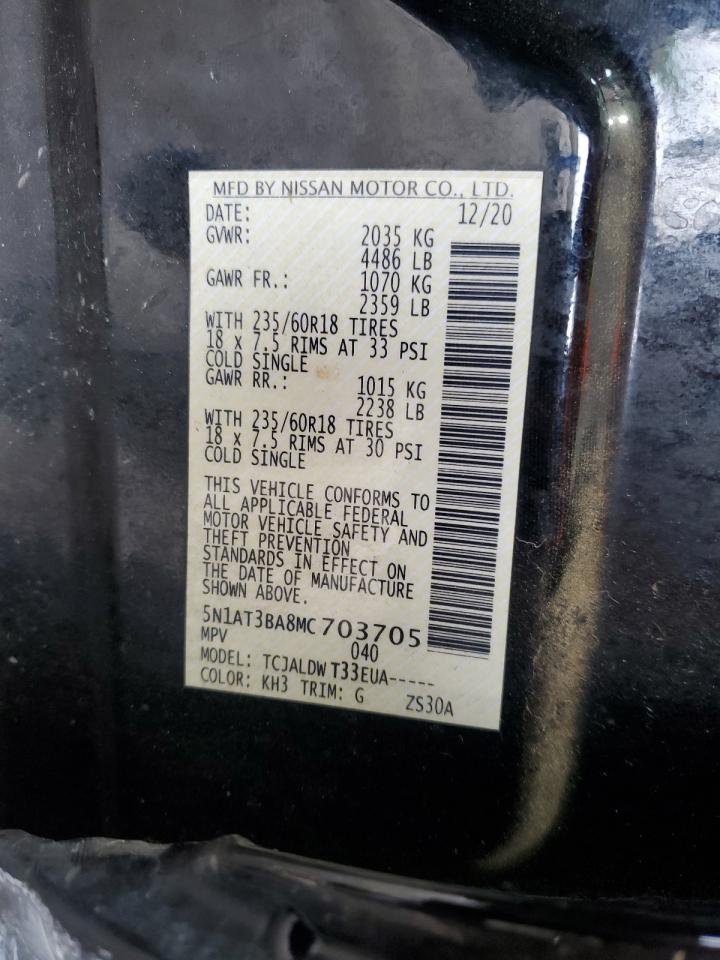 MFD BY NISSAN MOTOR CO., LTD.
DATE: 12/20
GVWR: 2035 KG
4486 LB
GAWR FR.: 1070 KG
2359 LB
WITH 235/60R18 TIRES
18 x 7.5 RIMS AT 33 PSI
COLD SINGLE
GAWR RR.: 1015 KG
2238 LB
WITH 235/60R18 TIRES
18 x 7.5 RIMS AT 30 PSI
COLD SINGLE
THIS VEHICLE CONFORMS TO
ALL APPLICABLE FEDERAL
MOTOR VEHICLE SAFETY AND
THEFT PREVENTION
STANDARDS IN EFFECT ON
THE DATE OF MANUFACTURE
SHOWN ABOVE.
5N1AT3BA8MC 703705
MPV 040
MODEL: TCJALDW T33EUA-----
COLOR: KH3 TRIM: G ZS30A